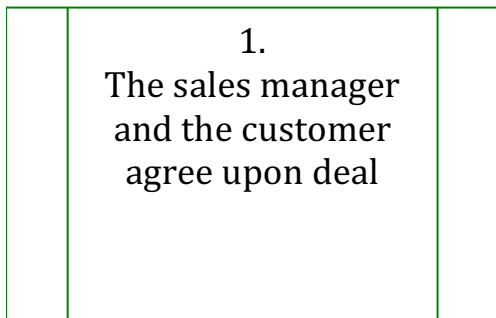 1.
The sales manager
and the customer
agree upon deal